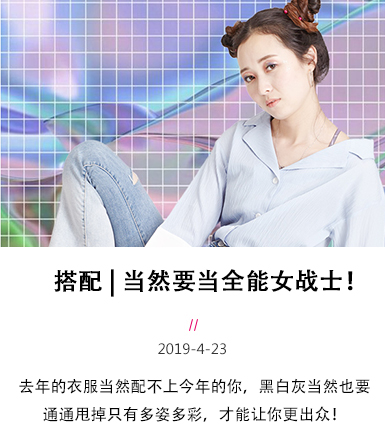 搭配 | 当然要当全能女战士！
//
2019-4-23
去年的衣服当然配不上今年的你，黑白灰当然也要
通通甩掉只有多姿多彩，才能让你更出众！